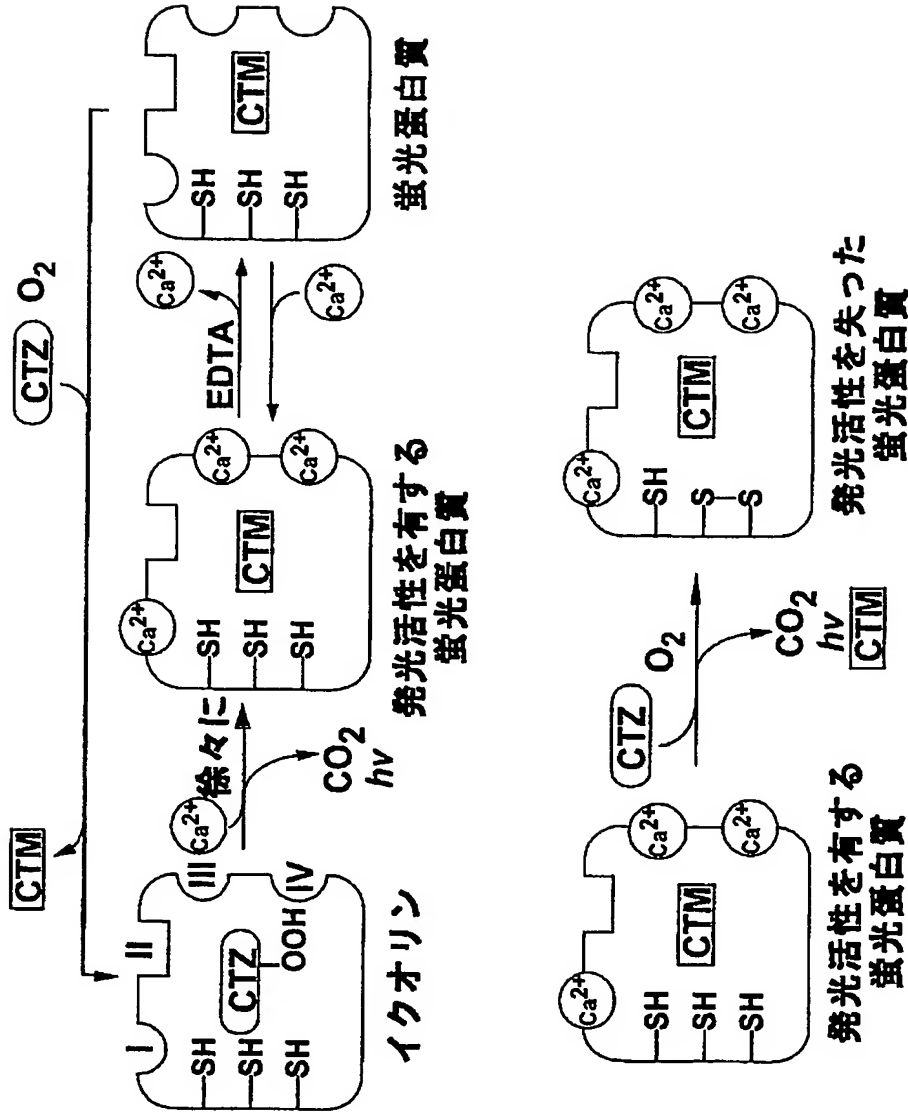 CTM
CTZ O2
I
II
III
IV
SH
SH
SH
CTZ
OOH
イクオリン
Ca2+
徐々に
CO2
hν
Ca2+
Ca2+
Ca2+
SH
SH
SH
CTM
発光活性を有する
蛍光蛋白質
EDTA
Ca2+
Ca2+
SH
SH
SH
CTM
蛍光蛋白質
Ca2+
Ca2+
Ca2+
SH
SH
SH
CTM
発光活性を有する
蛍光蛋白質
CTZ
O2
CO2
hν
CTM
Ca2+
Ca2+
Ca2+
SH
S
S
CTM
発光活性を失った
蛍光蛋白質